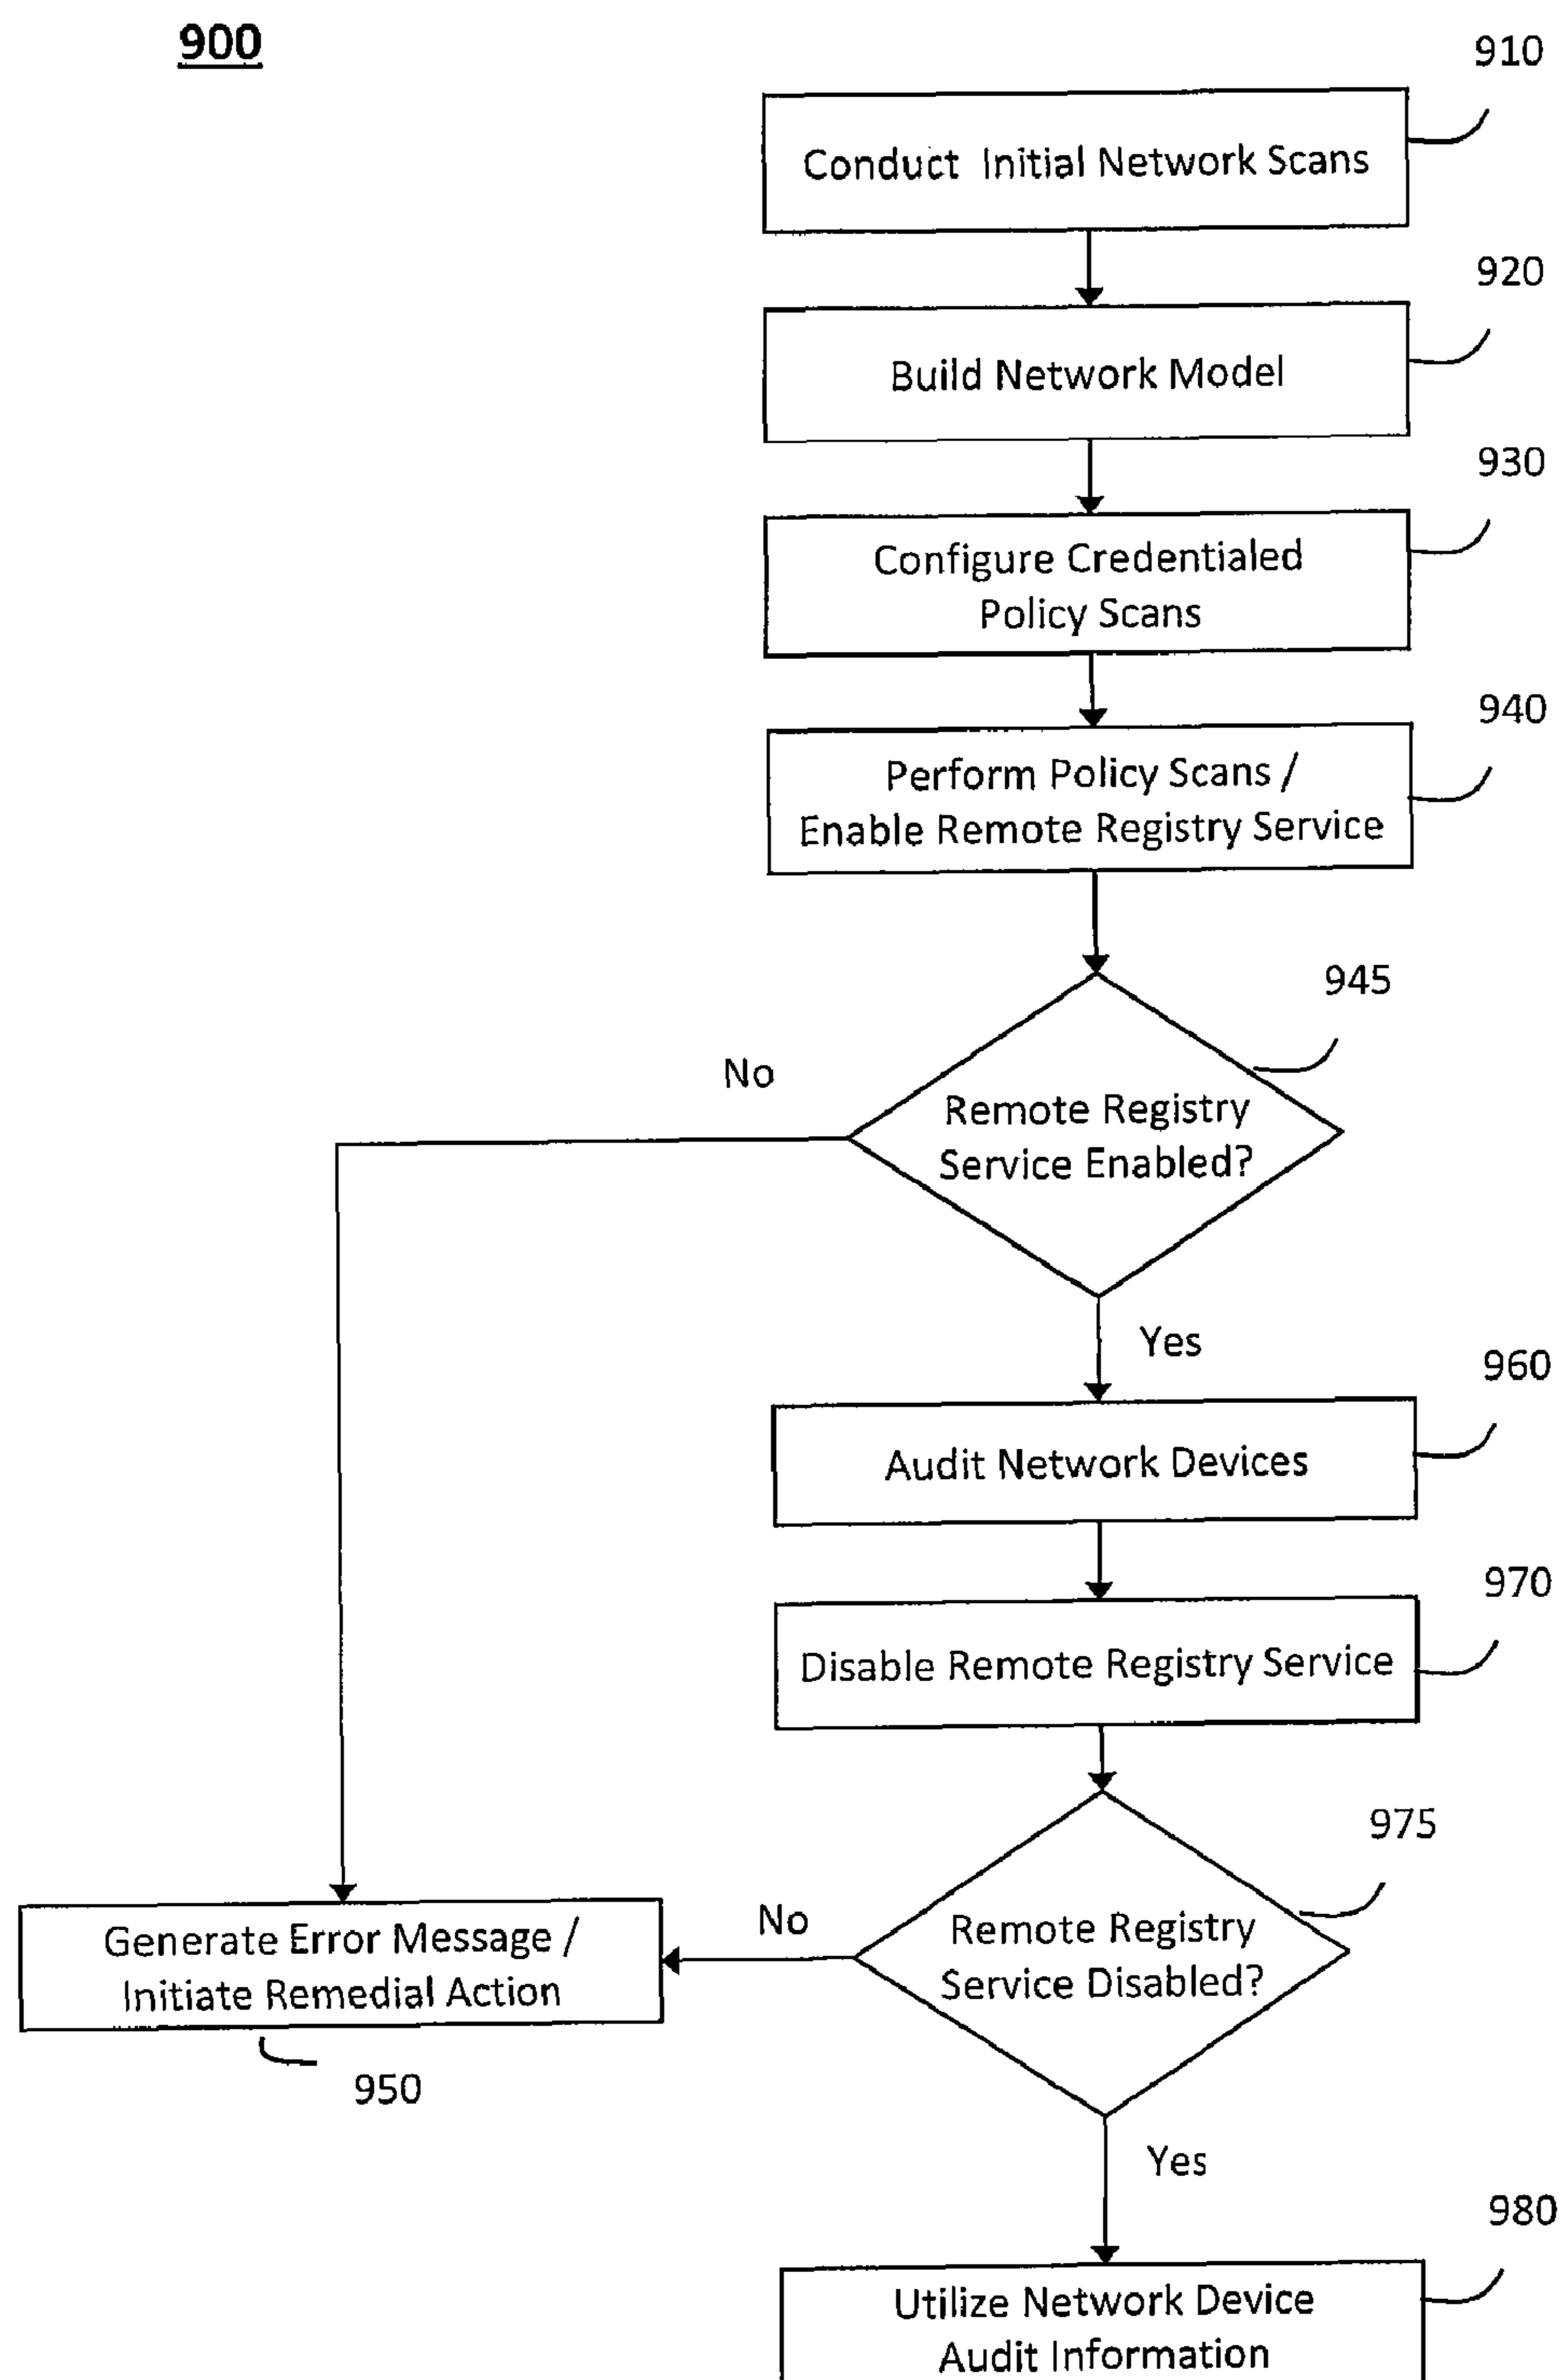 900
910
Conduct Initial Network Scans
920
Build Network Model
930
Configure Credentialed
Policy Scans
940
Perform Policy Scans /
Enable Remote Registry Service
945
No
Remote Registry
Service Enabled?
Yes
960
Audit Network Devices
970
Disable Remote Registry Service
975
No
Remote Registry
Service Disabled?
Generate Error Message /
Initiate Remedial Action
950
Yes
980
Utilize Network Device
Audit Information